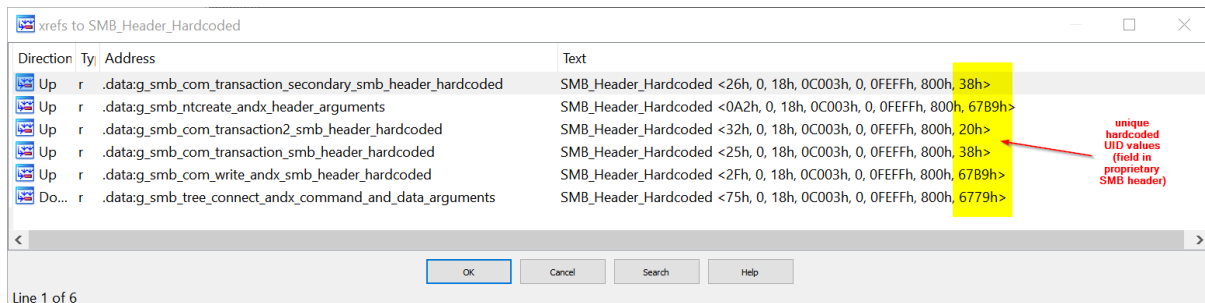 xrefs to SMB_Header_Hardcoded
Direction Ty Address Text
Up r .data:g_smb_com_transaction_secondary_smb_header_hardcoded SMB_Header_Hardcoded <26h, 0, 18h, 0C003h, 0, 0FEFFh, 800h, 38h>
Up r .data:g_smb_ntcreate_andx_header_arguments SMB_Header_Hardcoded <0A2h, 0, 18h, 0C003h, 0, 0FEFFh, 800h, 67B9h>
Up r .data:g_smb_com_transaction2_smb_header_hardcoded SMB_Header_Hardcoded <32h, 0, 18h, 0C003h, 0, 0FEFFh, 800h, 20h>
Up r .data:g_smb_com_transaction_smb_header_hardcoded SMB_Header_Hardcoded <25h, 0, 18h, 0C003h, 0, 0FEFFh, 800h, 38h>
Up r .data:g_smb_com_write_andx_smb_header_hardcoded SMB_Header_Hardcoded <2Fh, 0, 18h, 0C003h, 0, 0FEFFh, 800h, 67B9h>
Do... r .data:g_smb_tree_connect_andx_command_and_data_arguments SMB_Header_Hardcoded <75h, 0, 18h, 0C003h, 0, 0FEFFh, 800h, 6779h>
unique
hardcoded
UID values
(field in
proprietary
SMB header)
OK Cancel Search Help
Line 1 of 6